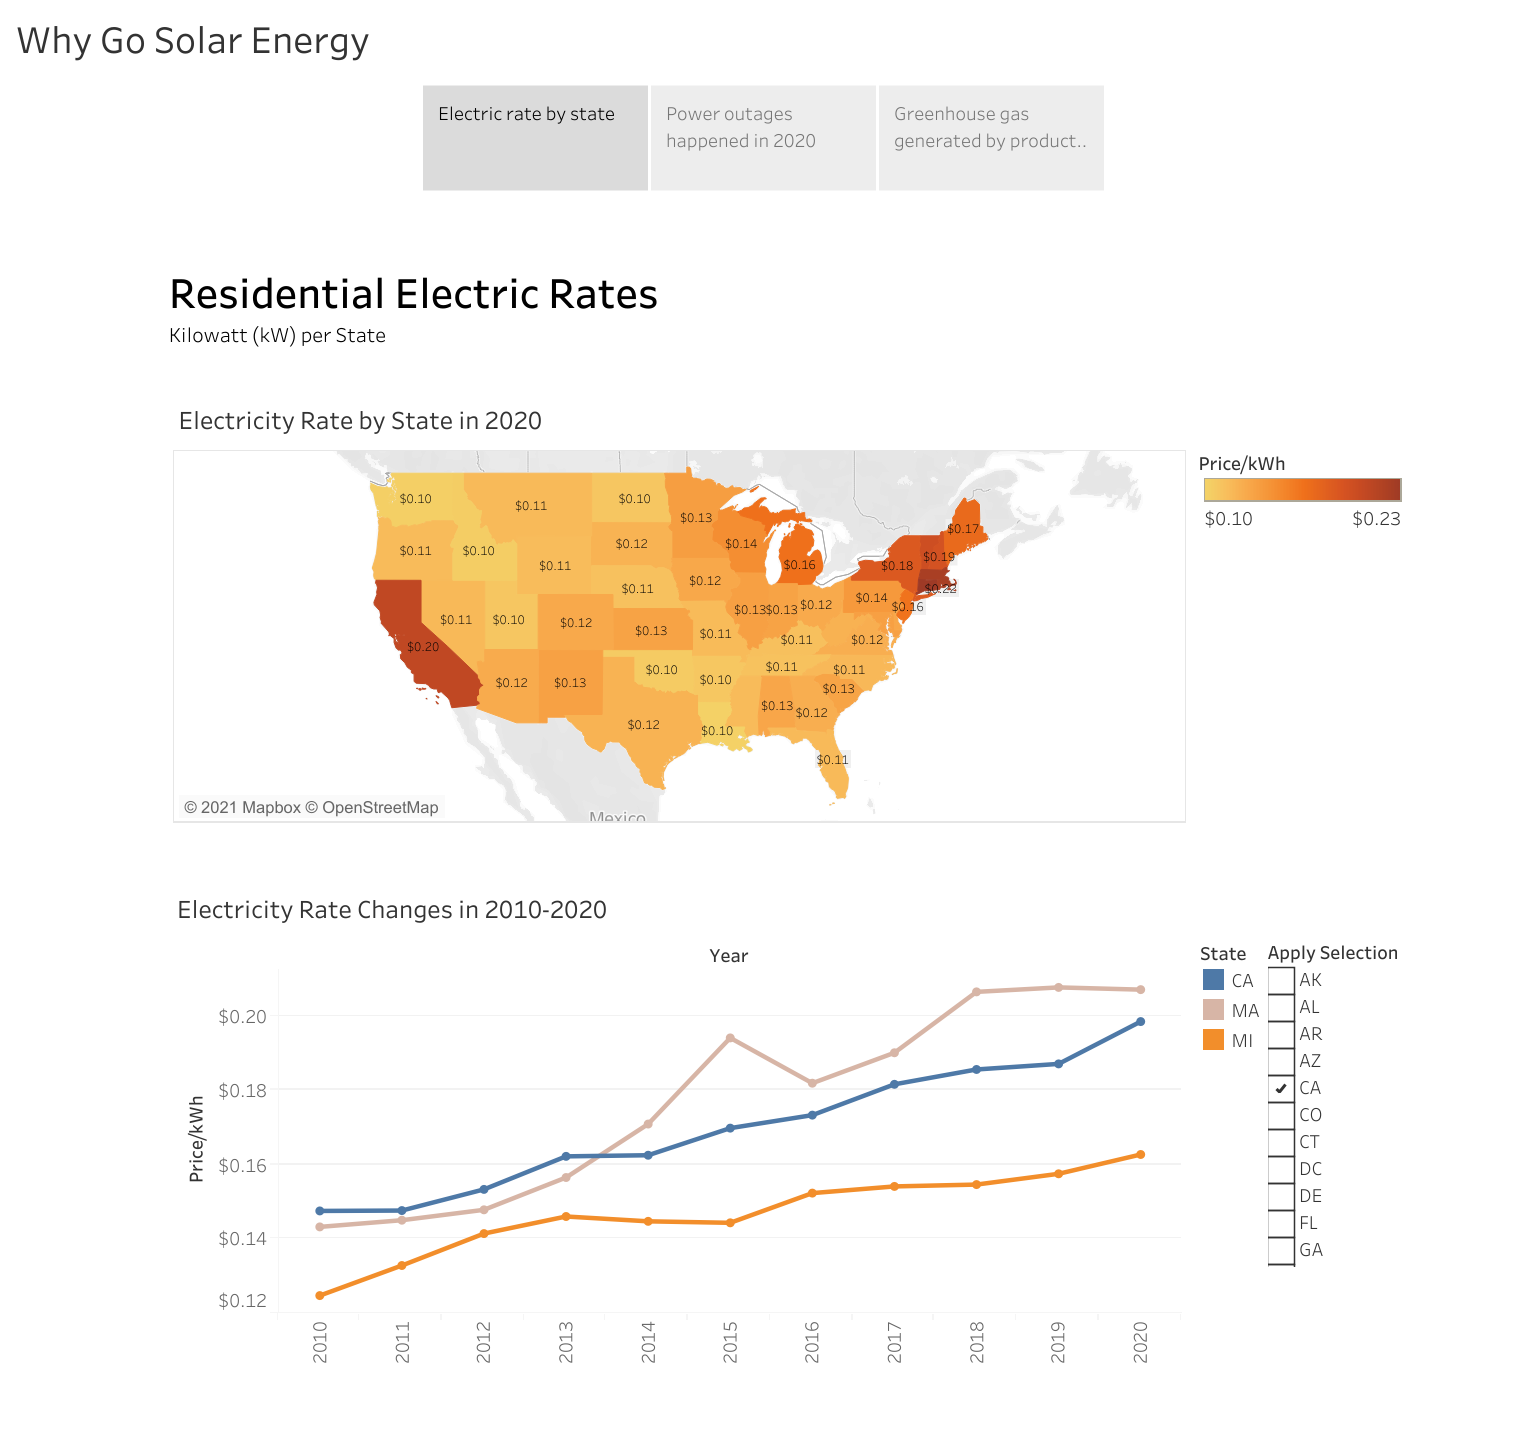 Why Go Solar Energy
Electric rate by state
Power outages
happened in 2020
Greenhouse gas
generated by product..
Residential Electric Rates
Kilowatt (kW) per State
Electricity Rate by State in 2020
Price/kWh
$0.10 $0.23
$0.10
$0.11
$0.10
$0.13
$0.17
$0.11
$0.10
$0.12
$0.14
$0.19
$0.11
$0.16
$0.18
$0.11
$0.12
$0.22
$0.13
$0.13
$0.12
$0.14
$0.16
$0.11
$0.10
$0.12
$0.13
$0.11
$0.11
$0.12
$0.20
$0.10
$0.11
$0.11
$0.12
$0.13
$0.10
$0.13
$0.12
$0.10
$0.13
$0.12
$0.11
© 2021 Mapbox © OpenStreetMap
Mexico
Electricity Rate Changes in 2010-2020
Year
Price/kWh
$0.20
$0.18
$0.16
$0.14
$0.12
2010
2011
2012
2013
2014
2015
2016
2017
2018
2019
2020
State
CA
MA
MI
Apply Selection
AK
AL
AR
AZ
CA
CO
CT
DC
DE
FL
GA